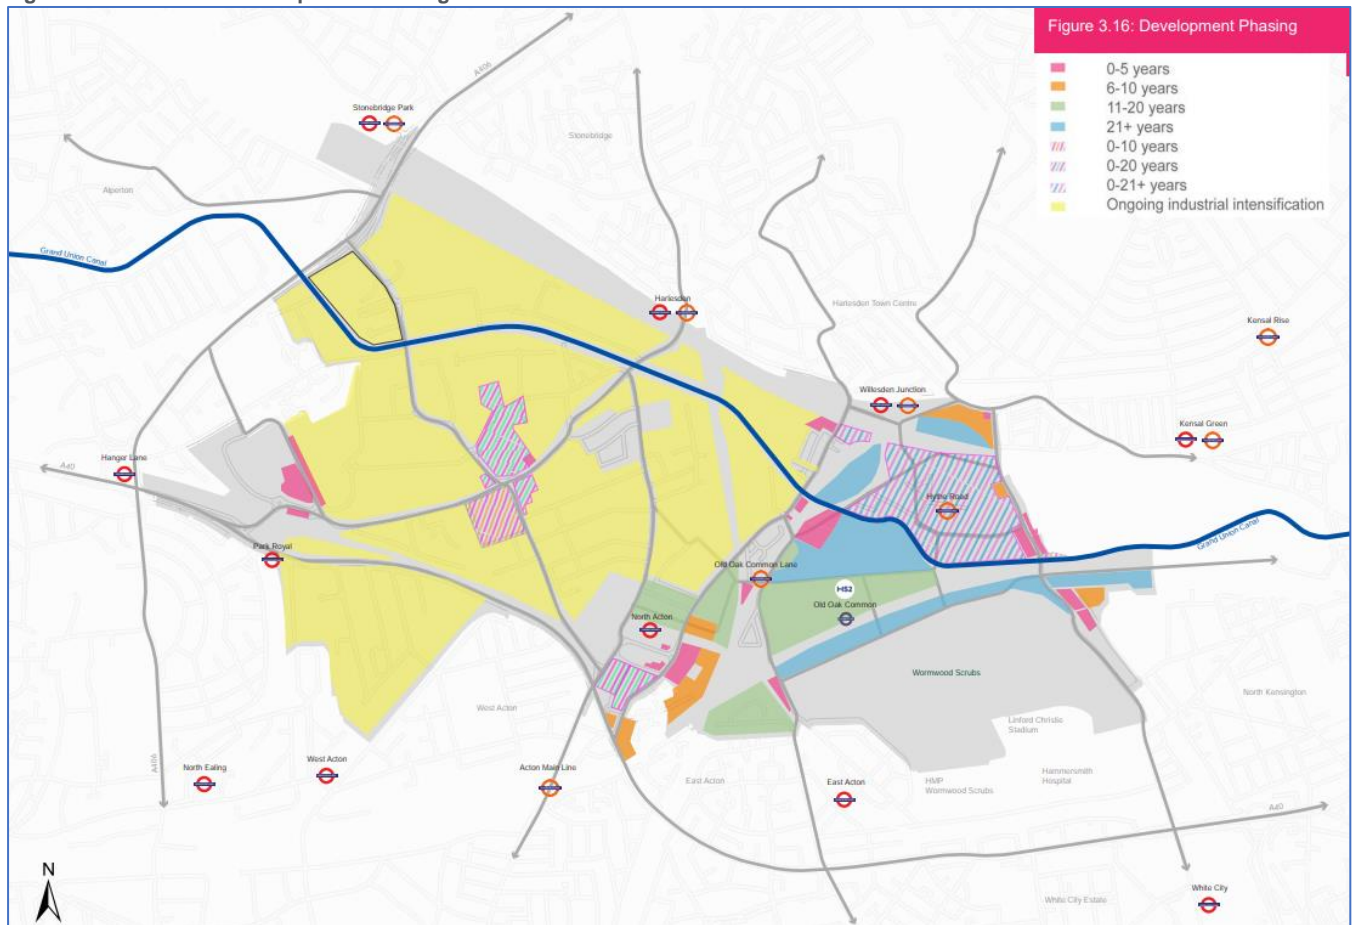 Figure 3.16: Development Phasing
0-5 years
6-10 years
11-20 years
21+ years
0-10 years
0-20 years
0-21+ years
Ongoing industrial intensification
A406
Stonebridge Park
Stonebridge
Alperton
Grand Union Canal
Harlesden
Harlesden Town Centre
Kensal Rise
Willesden Junction
Kensal Green
Hanger Lane
A40
Hythe Road
Grand Union Canal
Park Royal
Old Oak Common Lane
HS2
Old Oak Common
North Acton
Wormwood Scrubs
North Kensington
West Acton
Linford Christie
Stadium
A406
North Ealing
West Acton
Acton Main Line
East Acton
East Acton
HMP
Wormwood Scrubs
Hammersmith
Hospital
A40
N
White City Estate
White City